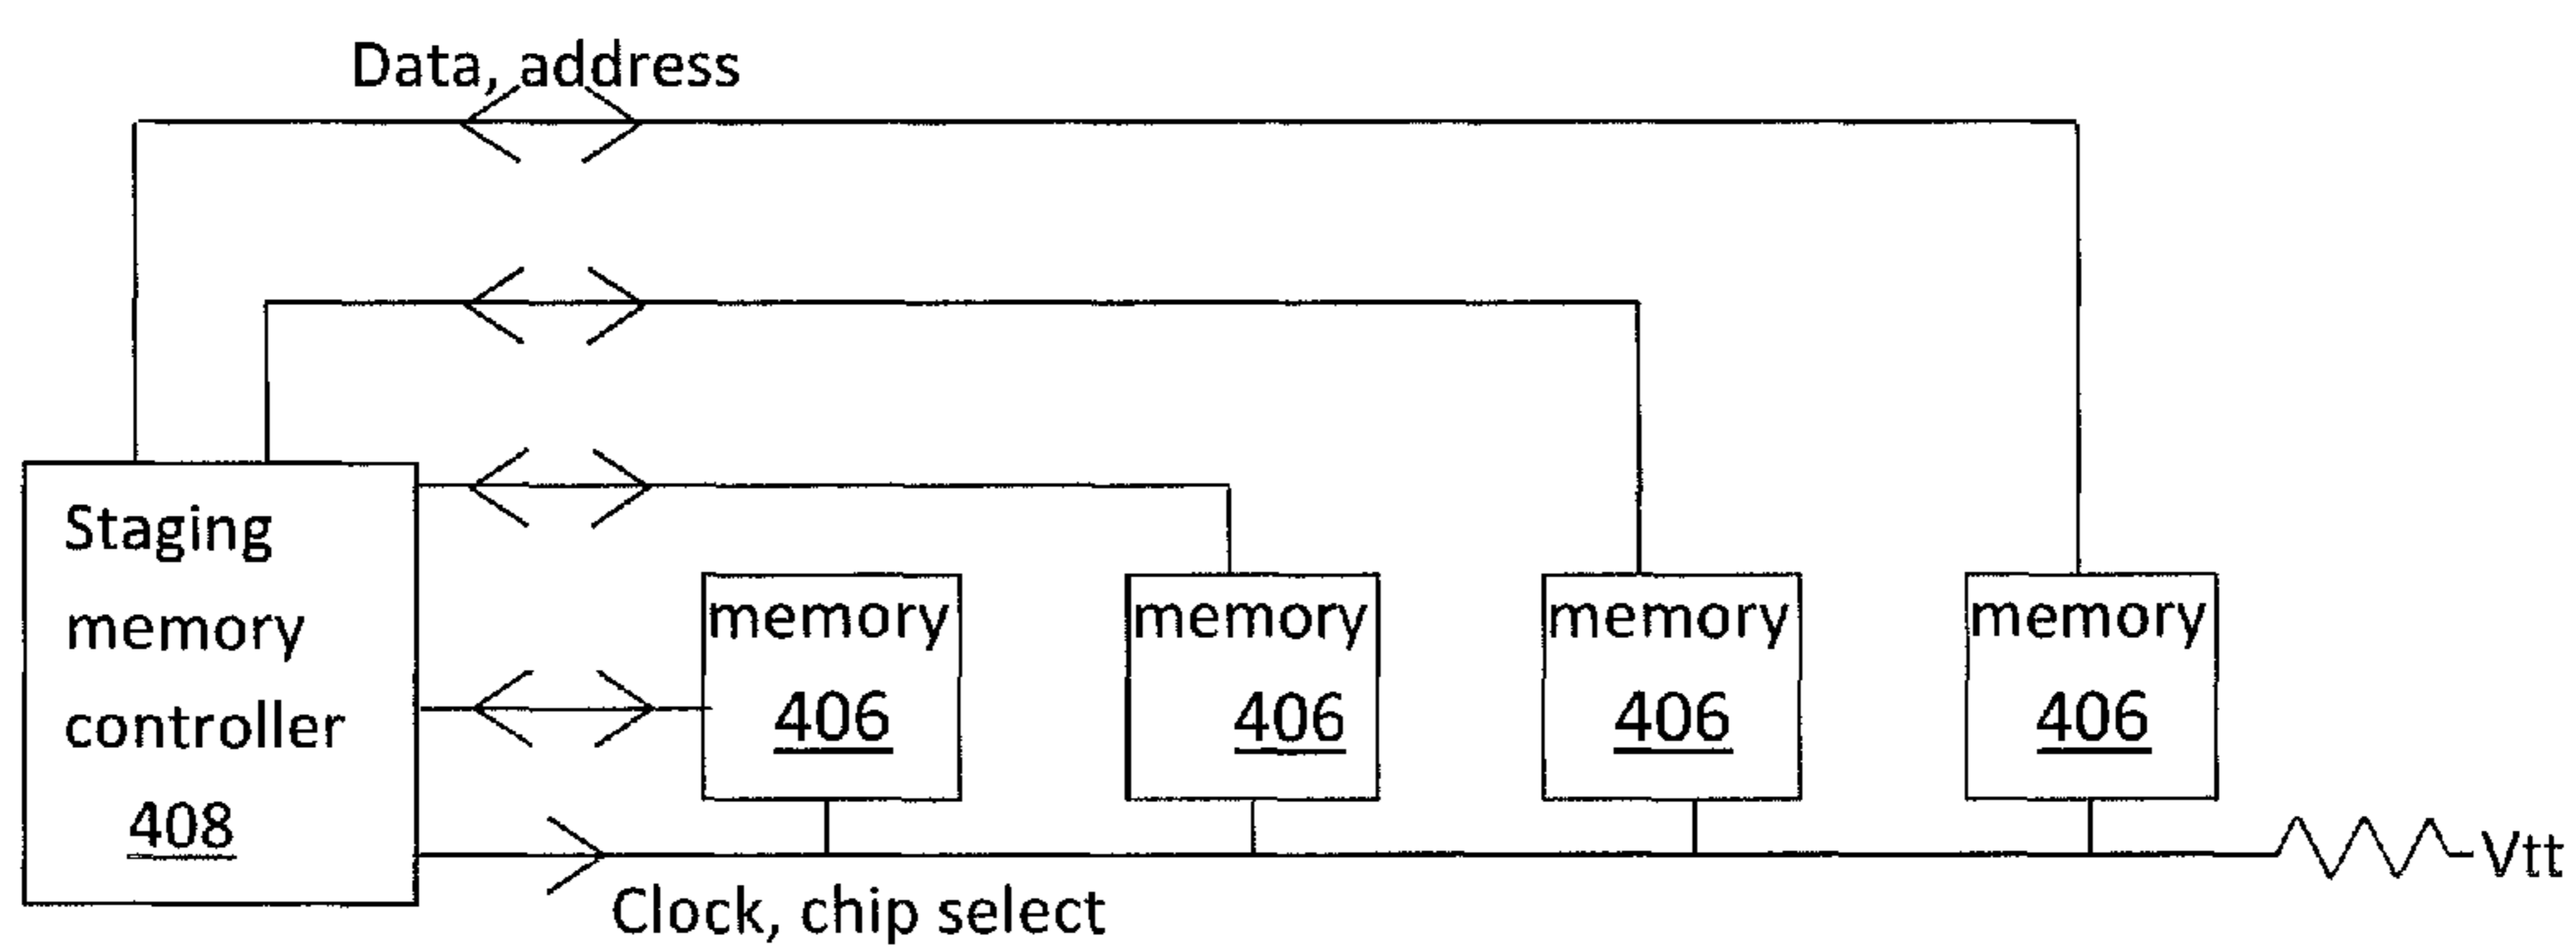 Data, address
Staging
memory
controller
408
memory
406
memory
406
memory
406
memory
406
Vtt
Clock, chip select